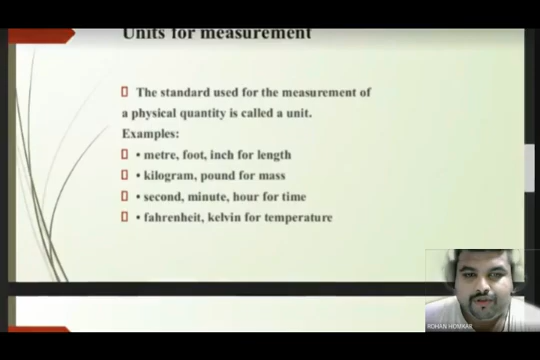 Units for measurement
The standard used for the measurement of
a physical quantity is called a unit.
Examples:
• metre, foot, inch for length
• kilogram, pound for mass
• second, minute, hour for time
• fahrenheit, kelvin for temperature
ROHAN HOMKAR